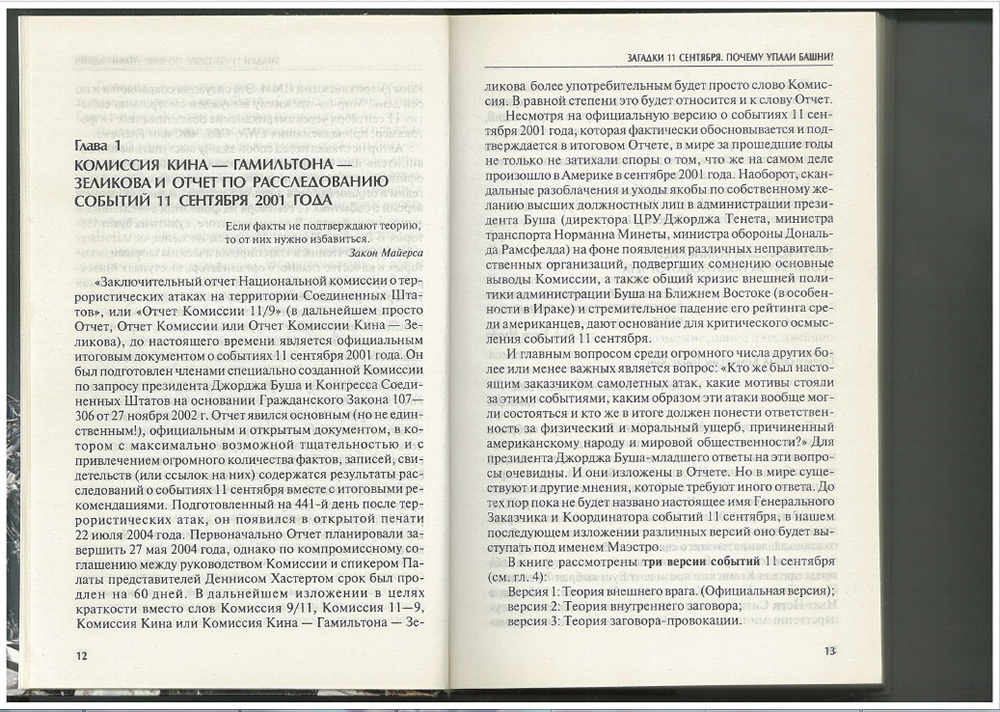 Глава 1
КОМИССИЯ КИНА — ГАМИЛЬТОНА —
ЗЕЛИКОВА И ОТЧЕТ ПО РАССЛЕДОВАНИЮ
СОБЫТИЙ 11 СЕНТЯБРЯ 2001 ГОДА
Если факты не подтверждают теорию,
то от них нужно избавиться.
Закон Майерса
«Заключительный отчет Национальной комиссии о тер-
рористических атаках на территории Соединенных Шта-
тов», или «Отчет Комиссии 11/9» (в дальнейшем просто
Отчет, Отчет Комиссии или Отчет Комиссии Кина — Зе-
ликова), до настоящего времени является официальным
итоговым документом о событиях 11 сентября 2001 года. Он
был подготовлен членами специально созданной Комиссии
по запросу президента Джорджа Буша и Конгресса Соеди-
ненных Штатов на основании Гражданского Закона 107—
306 от 27 ноября 2002 г. Отчет явился основным (но не един-
ственным!), официальным и открытым документом, в ко-
тором с максимально возможной тщательностью и с
привлечением огромного количества фактов, записей, сви-
детельств (или ссылок на них) содержатся результаты рас-
следований о событиях 11 сентября вместе с итоговыми ре-
комендациями. Подготовленный на 441-й день после тер-
рористических атак, он появился в открытой печати
22 июля 2004 года. Первоначально Отчет планировали за-
вершить 27 мая 2004 года, однако по компромиссному со-
глашению между руководством Комиссии и спикером Па-
латы представителей Деннисом Хастертом срок был про-
длен на 60 дней. В дальнейшем изложении в целях
краткости вместо слов Комиссия 9/11, Комиссия 11—9,
Комиссия Кина или Комиссия Кина — Гамильтона — Зе-
12
ЗАГАДКИ 11 СЕНТЯБРЯ. ПОЧЕМУ УПАЛИ БАШНИ?
ликова более употребительным будет просто слово Комис-
сия. В равной степени это будет относится и к слову Отчет.
Несмотря на официальную версию о событиях 11 сен-
тября 2001 года, которая фактически обосновывается и под-
тверждается в итоговом Отчете, в мире за прошедшие годы
не только не затихали споры о том, что же на самом деле
произошло в Америке в сентябре 2001 года. Наоборот, скан-
дальные разоблачения и уходы якобы по собственному же-
ланию высших должностных лиц в администрации прези-
дента Буша (директора ЦРУ Джорджа Тенета, министра
транспорта Норманна Минеты, министра обороны Дональ-
да Рамсфелда) на фоне появления различных неправитель-
ственных организаций, подвергших сомнению основные
выводы Комиссии, а также общий кризис внешней поли-
тики администрации Буша на Ближнем Востоке (в особен-
ности в Ираке) и стремительное падение его рейтинга сре-
ди американцев, дают основание для критического осмыс-
ления событий 11 сентября.
И главным вопросом среди огромного числа других бо-
лее или менее важных является вопрос: «Кто же был насто-
ящим заказчиком самолетных атак, какие мотивы стояли
за этими событиями, каким образом эти атаки вообще мог-
ли состояться и кто же в итоге должен понести ответствен-
ность за физический и моральный ущерб, причиненный
американскому народу и мировой общественности?» Для
президента Джорджа Буша-младшего ответы на эти вопро-
сы очевидны. И они изложены в Отчете. Но в мире суще-
ствуют и другие мнения, которые требуют иного ответа. До
тех пор пока не будет названо настоящее имя Генерального
Заказчика и Координатора событий 11 сентября, в нашем
последующем изложении различных версий оно будет вы-
ступать под именем Маэстро.
В книге рассмотрены три версии событий 11 сентября
(см. гл. 4):
Версия 1: Теория внешнего врага. (Официальная версия);
версия 2: Теория внутреннего заговора;
версия 3: Теория заговора-провокации.
13